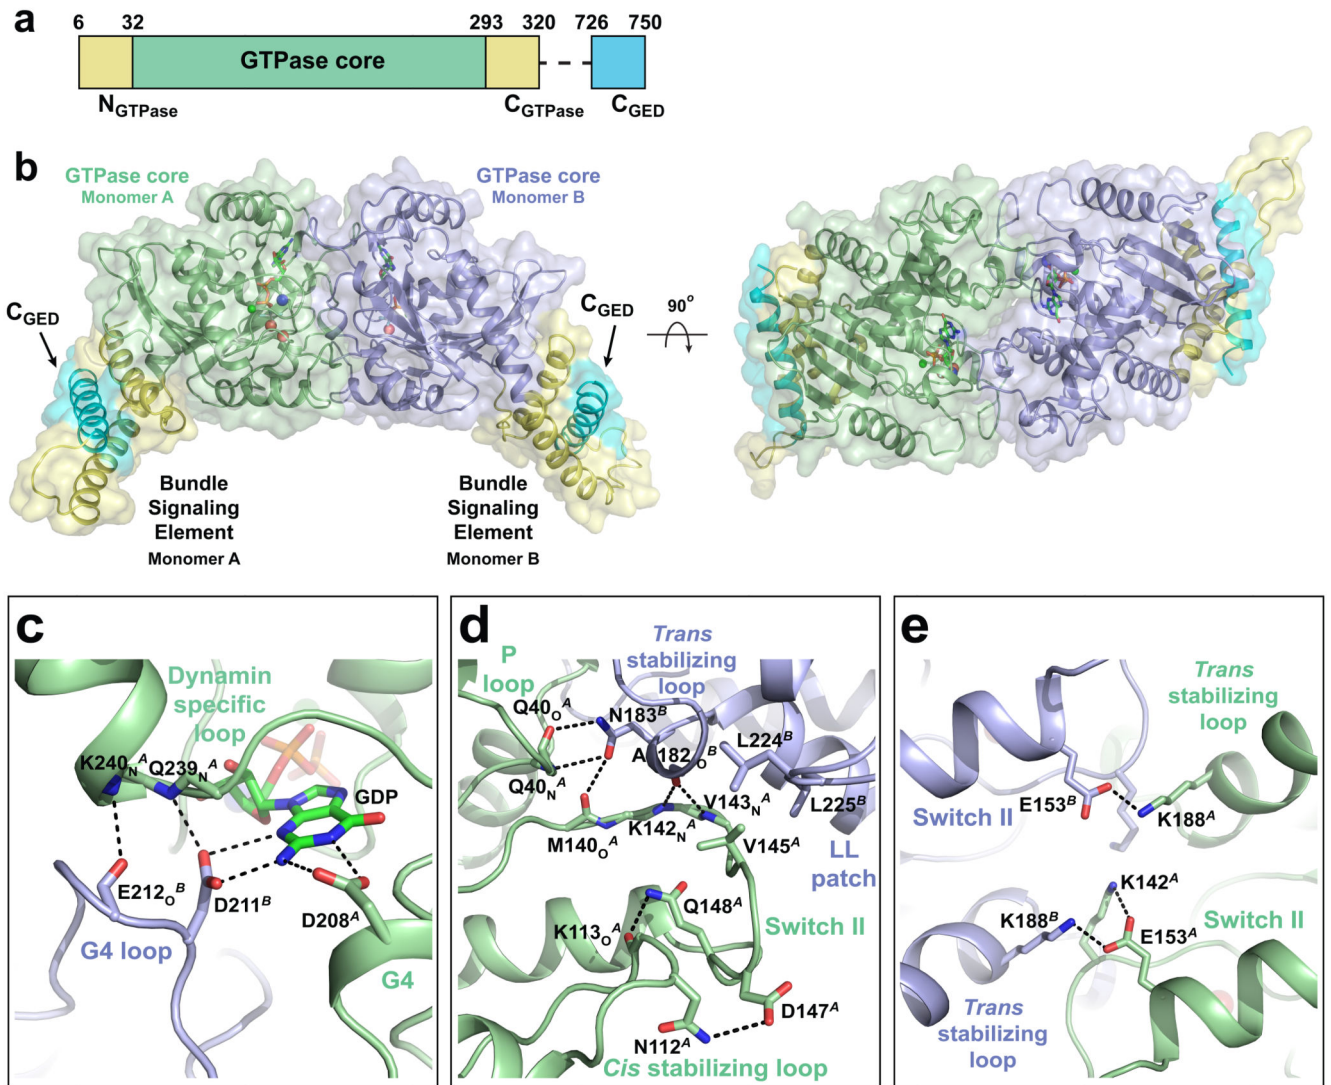 a
6 32 293 320 726 750
GTPase core
NGTPase CGTPase CGED
b
GTPase core
Monomer A
GTPase core
Monomer B
CGED
CGED
90°
Bundle
Signaling
Element
Monomer A
Bundle
Signaling
Element
Monomer B
c
Dynamin
specific
loop
K240NA Q239NA
GDP
E212OB
D211B
D208A
G4 loop
G4
d
P
loop
Trans
stabilizing
loop
Q40OA
N183B
A182OB
L224B
Q40NA
L225B
V143NA
K142NA
M140OA
V145A
LL
patch
Q148A
K113OA
Switch II
D147A
N112A
Cis stabilizing loop
e
Trans
stabilizing
loop
E153B
Switch II
K188A
K142A
K188B
E153A
Switch II
Trans
stabilizing
loop